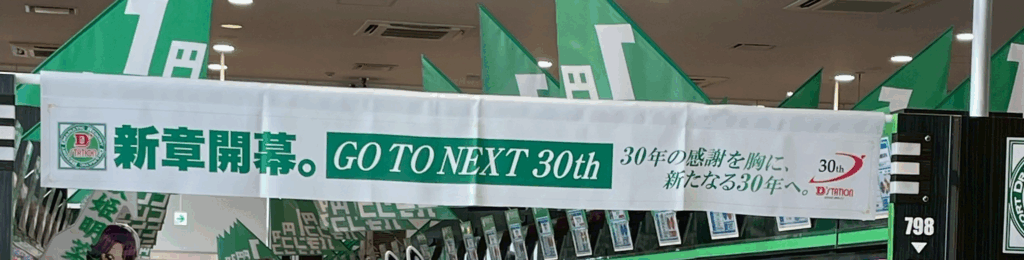 1円
円
新章開幕。
GO TO NEXT 30th
30年の感謝を胸に、
新たなる30年へ。
30th
D'STATION
798